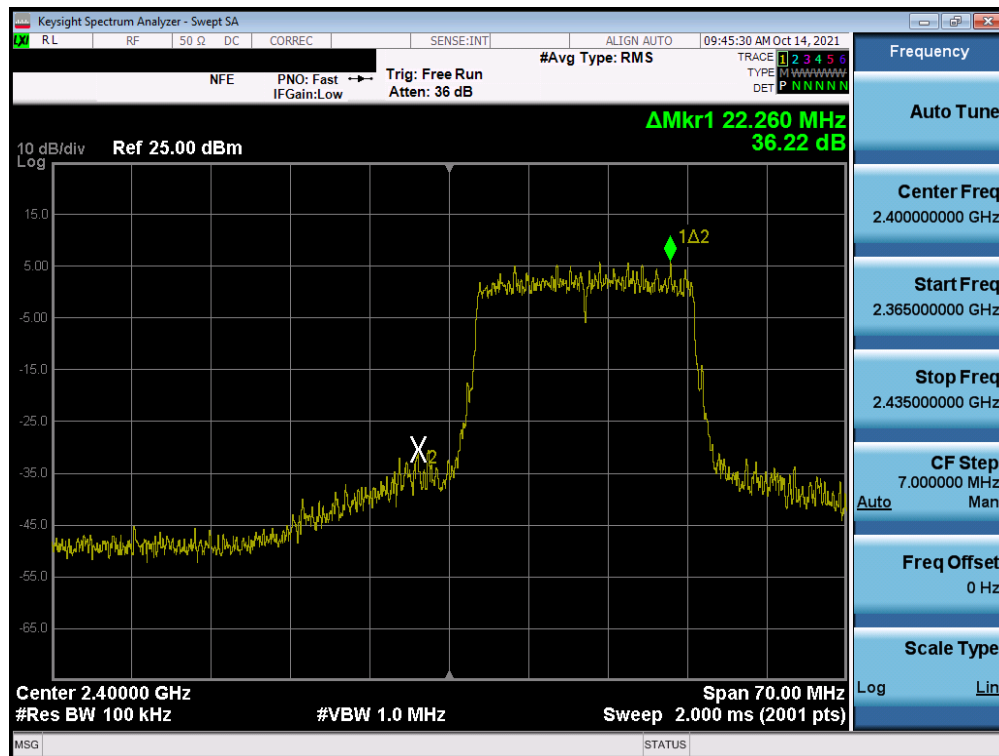 Keysight Spectrum Analyzer - Swept SA
LXI RL RF 50 Ω DC CORREC SENSE:INT ALIGN AUTO 09:45:30 AM Oct 14, 2021
NFE PNO: Fast Trig: Free Run #Avg Type: RMS TRACE 1 2 3 4 5 6
IFGain:Low Atten: 36 dB TYPE M WWWWW
DET P N N N N N
ΔMkr1 22.260 MHz
36.22 dB
10 dB/div Ref 25.00 dBm
Log
15.0
5.00
-5.00
-15.0
-25.0
-35.0
-45.0
-55.0
-65.0
1Δ2
X2
Center 2.40000 GHz Span 70.00 MHz
#Res BW 100 kHz #VBW 1.0 MHz Sweep 2.000 ms (2001 pts)
MSG STATUS
Frequency
Auto Tune
Center Freq
2.400000000 GHz
Start Freq
2.365000000 GHz
Stop Freq
2.435000000 GHz
CF Step
7.000000 MHz
Auto Man
Freq Offset
0 Hz
Scale Type
Log Lin